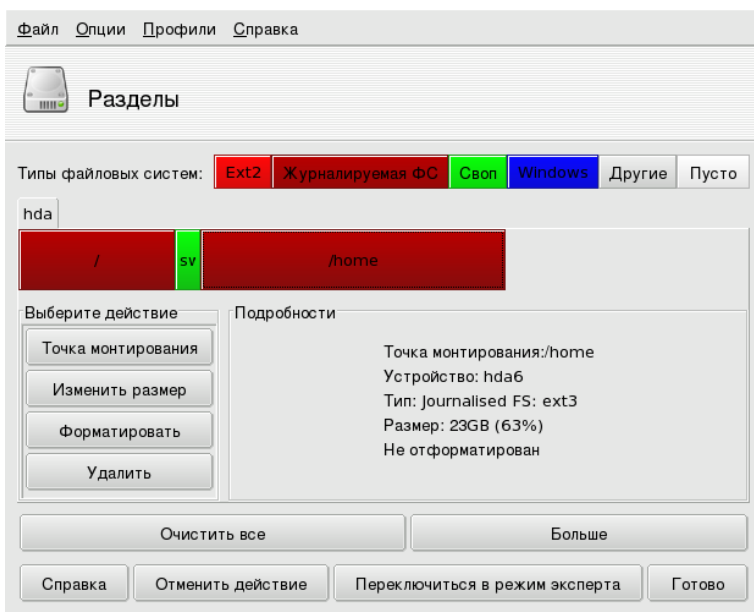 Файл Опции Профили Справка
Разделы
Типы файловых систем: Ext2 Журналируемая ФС Своп Windows Другие Пусто
hda
/ sv /home
Выберите действие
Точка монтирования
Изменить размер
Форматировать
Удалить
Подробности
Точка монтирования:/home
Устройство: hda6
Тип: Journalised FS: ext3
Размер: 23GB (63%)
Не отформатирован
Очистить все Больше
Справка Отменить действие Переключиться в режим эксперта Готово